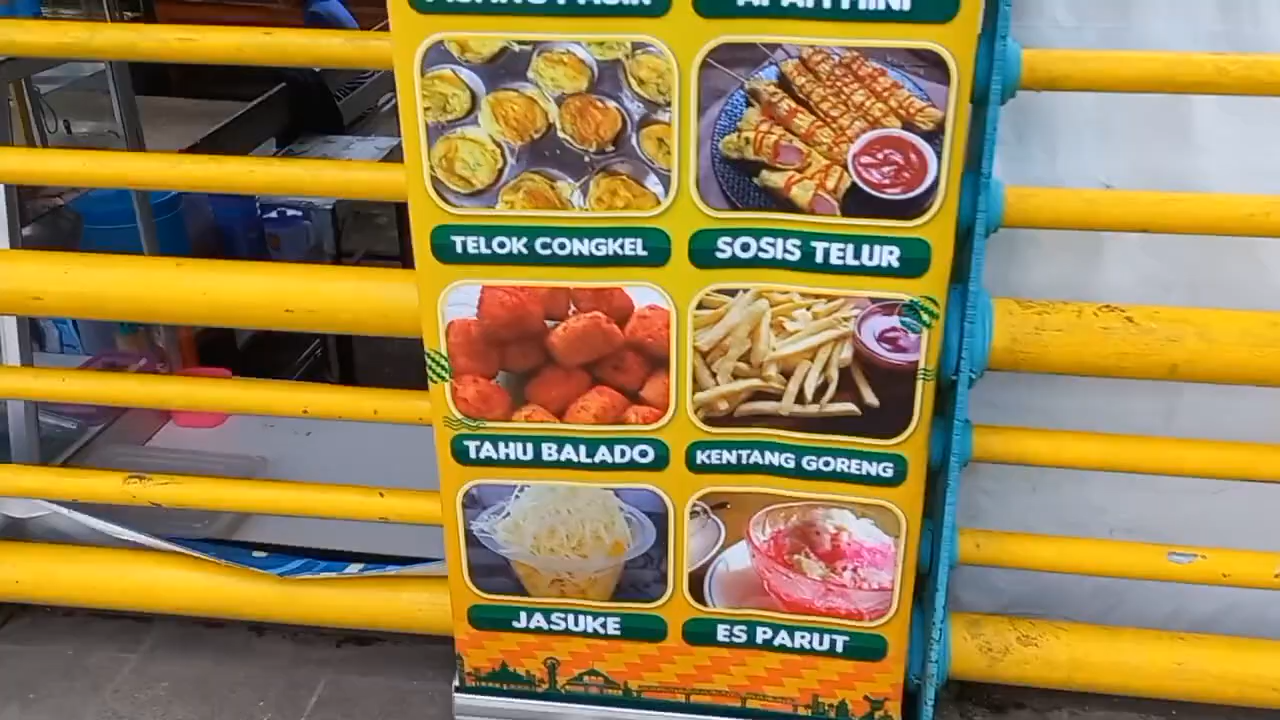 TELOK CONGKEL
SOSIS TELUR
TAHU BALADO
KENTANG GORENG
JASUKE
ES PARUT